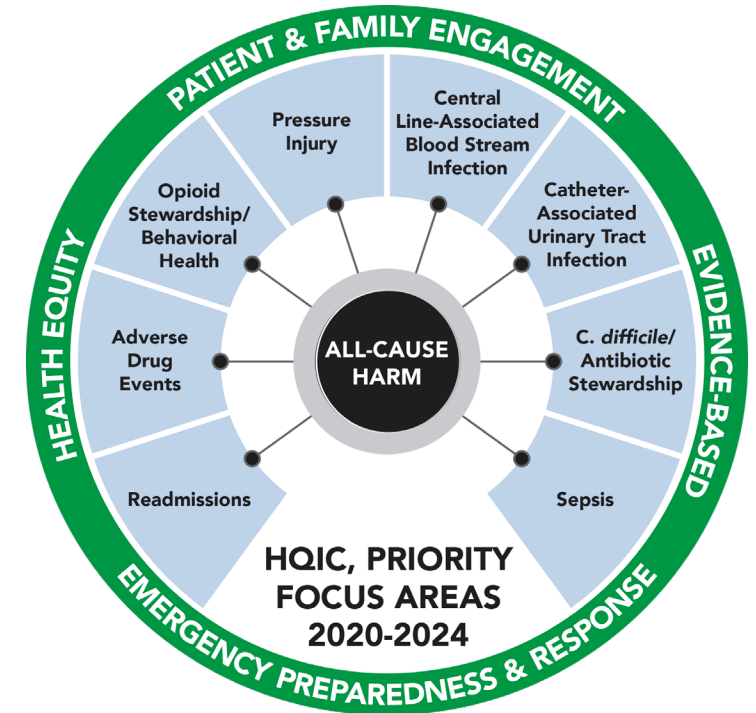 PATIENT & FAMILY ENGAGEMENT
EVIDENCE-BASED
EMERGENCY PREPAREDNESS & RESPONSE
HEALTH EQUITY
Readmissions
Adverse
Drug
Events
Opioid
Stewardship/
Behavioral
Health
Pressure
Injury
Central
Line-Associated
Blood Stream
Infection
Catheter-
Associated
Urinary Tract
Infection
C. difficile/
Antibiotic
Stewardship
Sepsis
ALL-CAUSE
HARM
HQIC, PRIORITY
FOCUS AREAS
2020-2024